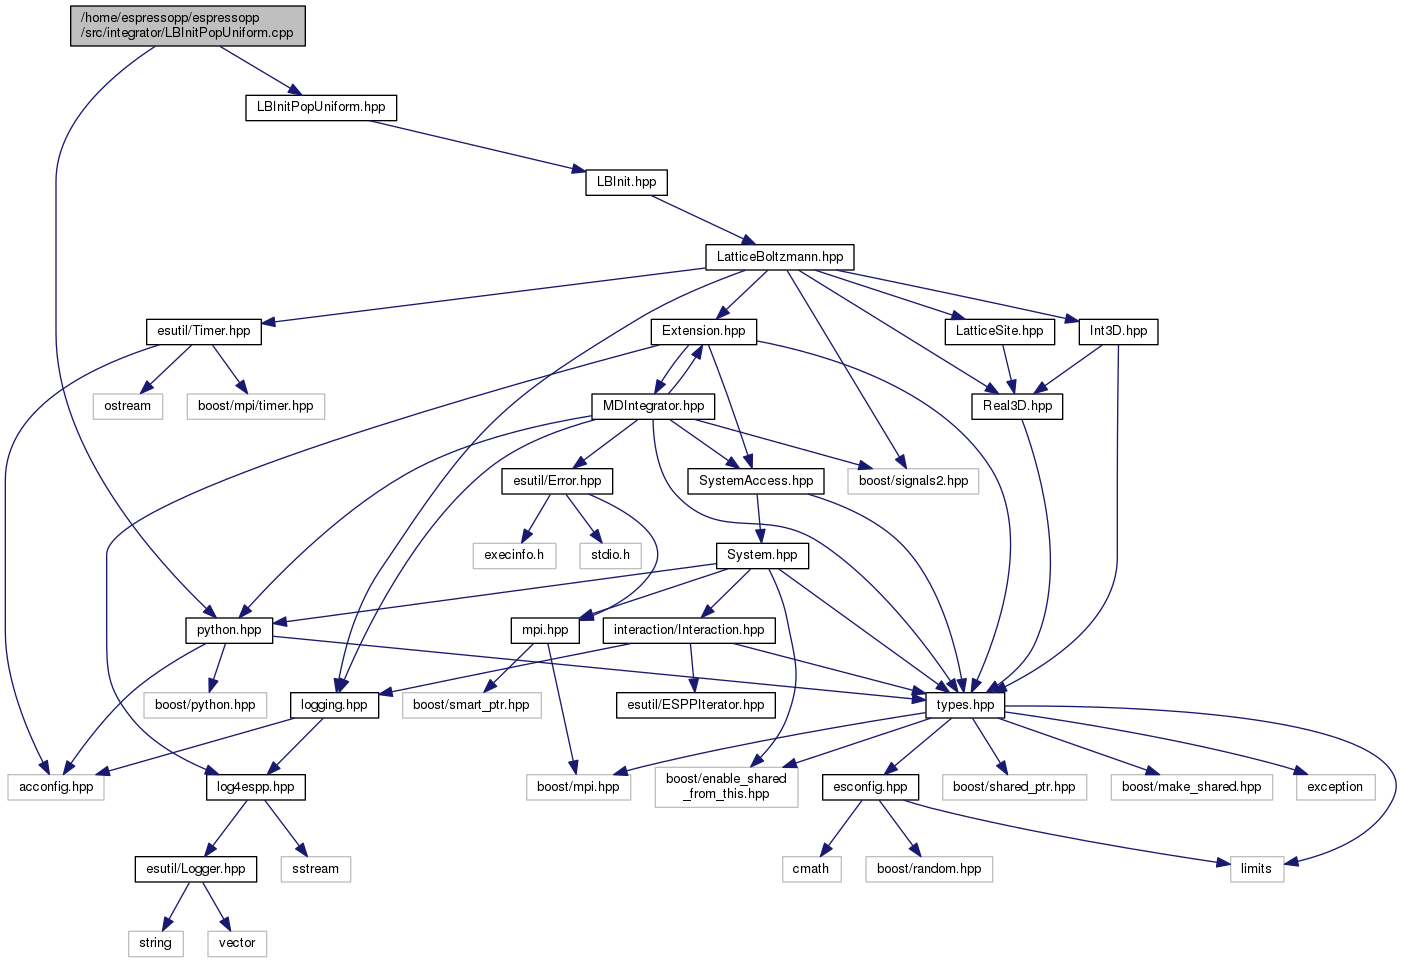 /home/espressopp/espressopp
/src/integrator/LBInitPopUniform.cpp
LBInitPopUniform.hpp
LBInit.hpp
LatticeBoltzmann.hpp
esutil/Timer.hpp
Extension.hpp
LatticeSite.hpp
Int3D.hpp
ostream
boost/mpi/timer.hpp
MDIntegrator.hpp
Real3D.hpp
esutil/Error.hpp
SystemAccess.hpp
boost/signals2.hpp
execinfo.h
stdio.h
System.hpp
python.hpp
mpi.hpp
interaction/Interaction.hpp
boost/python.hpp
logging.hpp
boost/smart_ptr.hpp
esutil/ESPPIterator.hpp
types.hpp
acconfig.hpp
log4espp.hpp
boost/mpi.hpp
boost/enable_shared
_from_this.hpp
esconfig.hpp
boost/shared_ptr.hpp
boost/make_shared.hpp
exception
esutil/Logger.hpp
sstream
cmath
boost/random.hpp
limits
string
vector